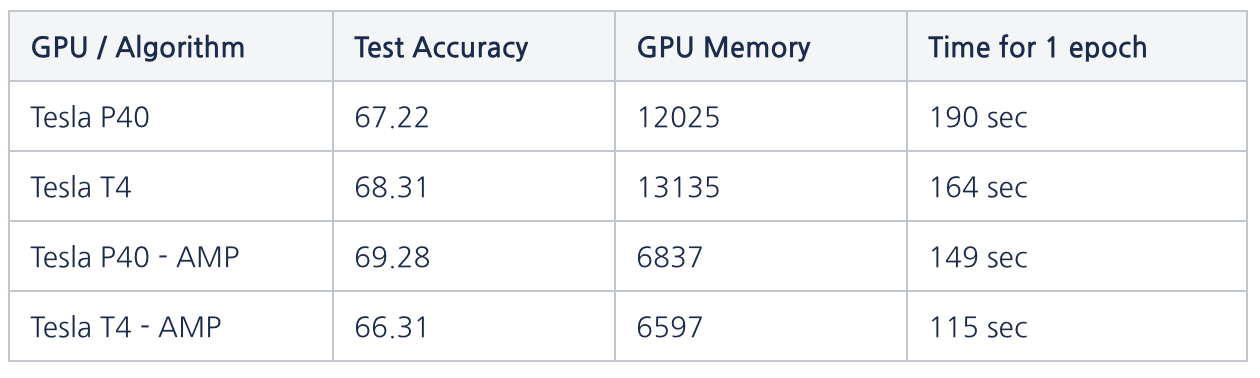 GPU / Algorithm Test Accuracy GPU Memory Time for 1 epoch
Tesla P40 67.22 12025 190 sec
Tesla T4 68.31 13135 164 sec
Tesla P40 - AMP 69.28 6837 149 sec
Tesla T4 - AMP 66.31 6597 115 sec